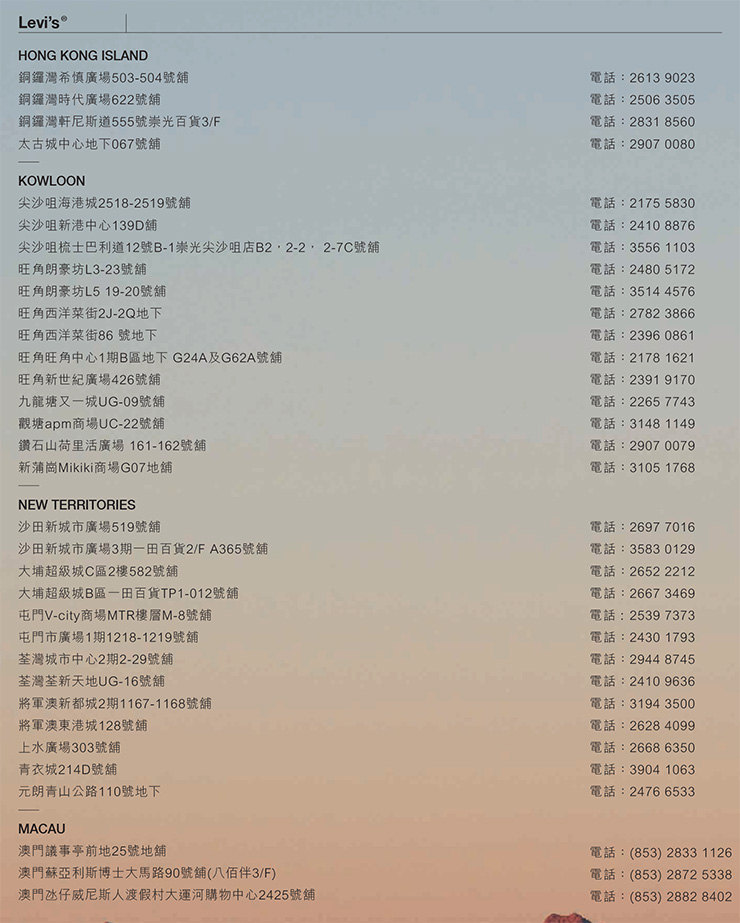 Levi's®
HONG KONG ISLAND
銅鑼灣希慎廣場503-504號舖 電話：2613 9023
銅鑼灣時代廣場622號舖 電話：2506 3505
銅鑼灣軒尼斯道555號崇光百貨3/F 電話：2831 8560
太古城中心地下067號舖 電話：2907 0080
KOWLOON
尖沙咀海港城2518-2519號舖 電話：2175 5830
尖沙咀新港中心139D舖 電話：2410 8876
尖沙咀梳士巴利道12號B-1崇光尖沙咀店B2，2-2， 2-7C號舖 電話：3556 1103
旺角朗豪坊L3-23號舖 電話：2480 5172
旺角朗豪坊L5 19-20號舖 電話：3514 4576
旺角西洋菜街2J-2Q地下 電話：2782 3866
旺角西洋菜街86 號地下 電話：2396 0861
旺角旺角中心1期B區地下 G24A及G62A號舖 電話：2178 1621
旺角新世紀廣場426號舖 電話：2391 9170
九龍塘又一城UG-09號舖 電話：2265 7743
觀塘apm商場UC-22號舖 電話：3148 1149
鑽石山荷里活廣場 161-162號舖 電話：2907 0079
新蒲崗Mikiki商場G07地舖 電話：3105 1768
NEW TERRITORIES
沙田新城市廣場519號舖 電話：2697 7016
沙田新城市廣場3期一田百貨2/F A365號舖 電話：3583 0129
大埔超級城C區2樓582號舖 電話：2652 2212
大埔超級城B區一田百貨TP1-012號舖 電話：2667 3469
屯門V-city商場MTR樓層M-8號舖 電話：2539 7373
屯門市廣場1期1218-1219號舖 電話：2430 1793
荃灣城市中心2期2-29號舖 電話：2944 8745
荃灣荃新天地UG-16號舖 電話：2410 9636
將軍澳新都城2期1167-1168號舖 電話：3194 3500
將軍澳東港城128號舖 電話：2628 4099
上水廣場303號舖 電話：2668 6350
青衣城214D號舖 電話：3904 1063
元朗青山公路110號地下 電話：2476 6533
MACAU
澳門議事亭前地25號地舖 電話：(853) 2833 1126
澳門蘇亞利斯博士大馬路90號舖(八佰伴3/F) 電話：(853) 2872 5338
澳門氹仔威尼斯人渡假村大運河購物中心2425號舖 電話：(853) 2882 8402